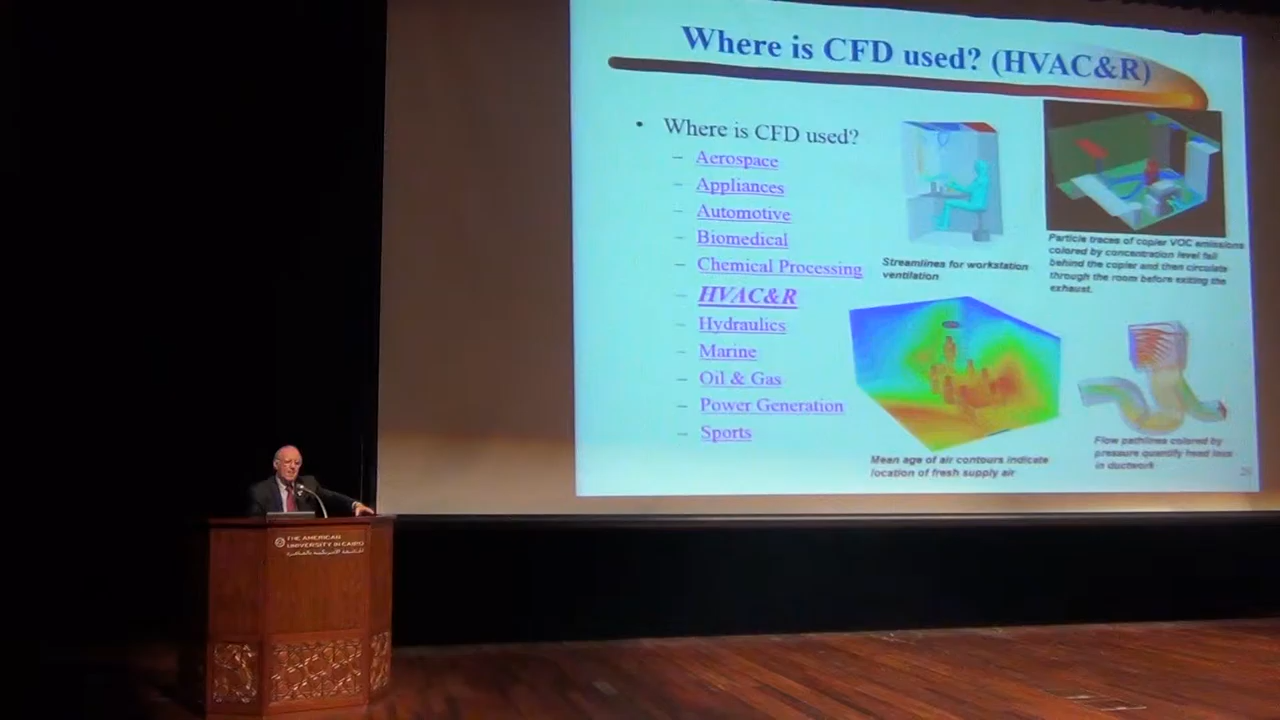 Where is CFD used? (HVAC&R)
• Where is CFD used?
– Aerospace
– Appliances
– Automotive
– Biomedical
– Chemical Processing
– HVAC&R
– Hydraulics
– Marine
– Oil & Gas
– Power Generation
– Sports
Streamlines for workstation
ventilation
Particle traces of copier VOC emissions
colored by concentration level fall
behind the copier and then circulate
through the room before exiting the
exhaust.
Mean age of air contours indicate
location of fresh supply air
Flow pathlines colored by
pressure quantify head loss
in ductwork
THE AMERICAN
UNIVERSITY IN CAIRO
الجامعة الأمريكية بالقاهرة